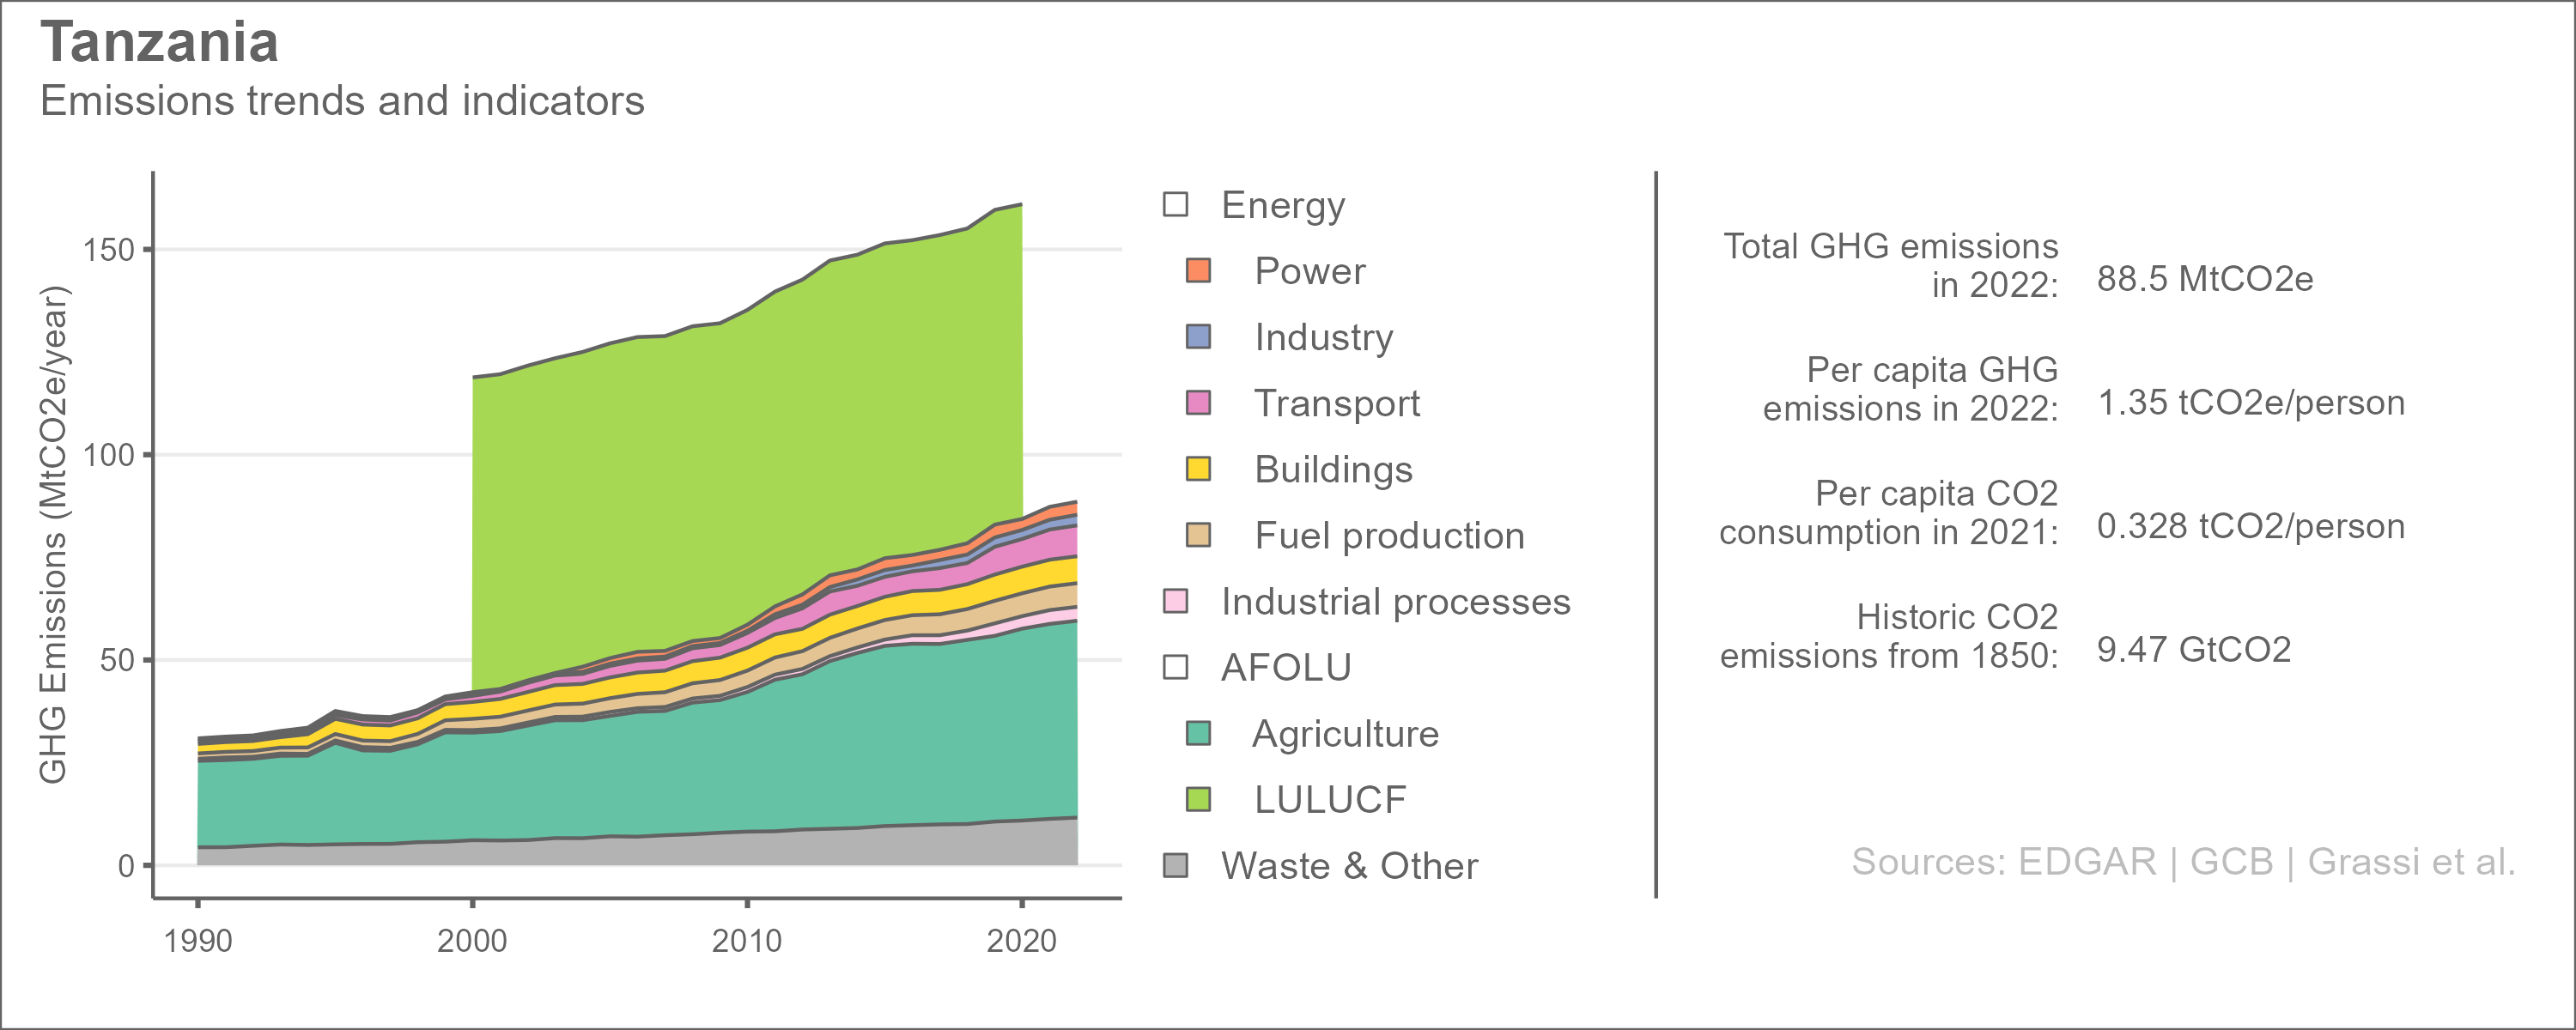 Tanzania
Emissions trends and indicators
GHG Emissions (MtCO2e/year)
150
100
50
0
1990
2000
2010
2020
Energy
Power
Industry
Transport
Buildings
Fuel production
Industrial processes
AFOLU
Agriculture
LULUCF
Waste & Other
Total GHG emissions
in 2022:
88.5 MtCO2e
Per capita GHG
emissions in 2022:
1.35 tCO2e/person
Per capita CO2
consumption in 2021:
0.328 tCO2/person
Historic CO2
emissions from 1850:
9.47 GtCO2
Sources: EDGAR | GCB | Grassi et al.